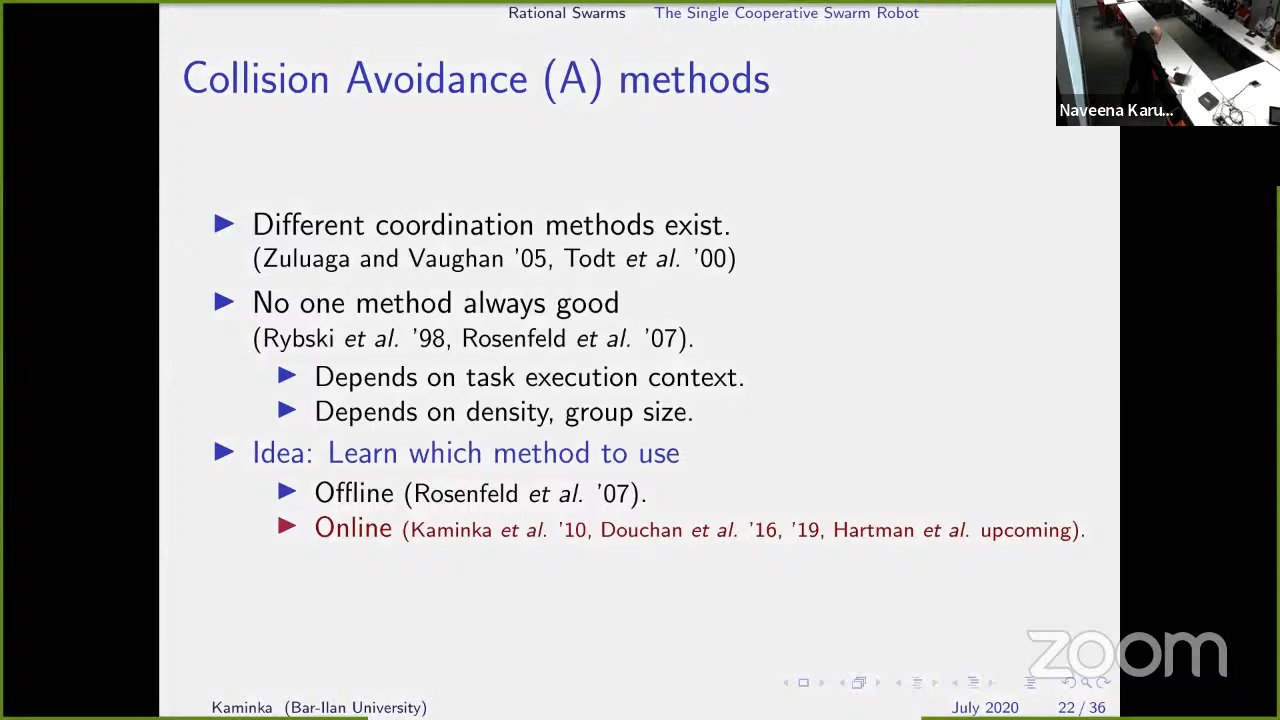 Rational Swarms The Single Cooperative Swarm Robot
Collision Avoidance (A) methods
Naveena Karu...
Different coordination methods exist.
(Zuluaga and Vaughan '05, Todt et al. '00)
No one method always good
(Rybski et al. '98, Rosenfeld et al. '07).
Depends on task execution context.
Depends on density, group size.
Idea: Learn which method to use
Offline (Rosenfeld et al. '07).
Online (Kaminka et al. '10, Douchan et al. '16, '19, Hartman et al. upcoming).
zoom
Kaminka (Bar-Ilan University) July 2020 22 / 36